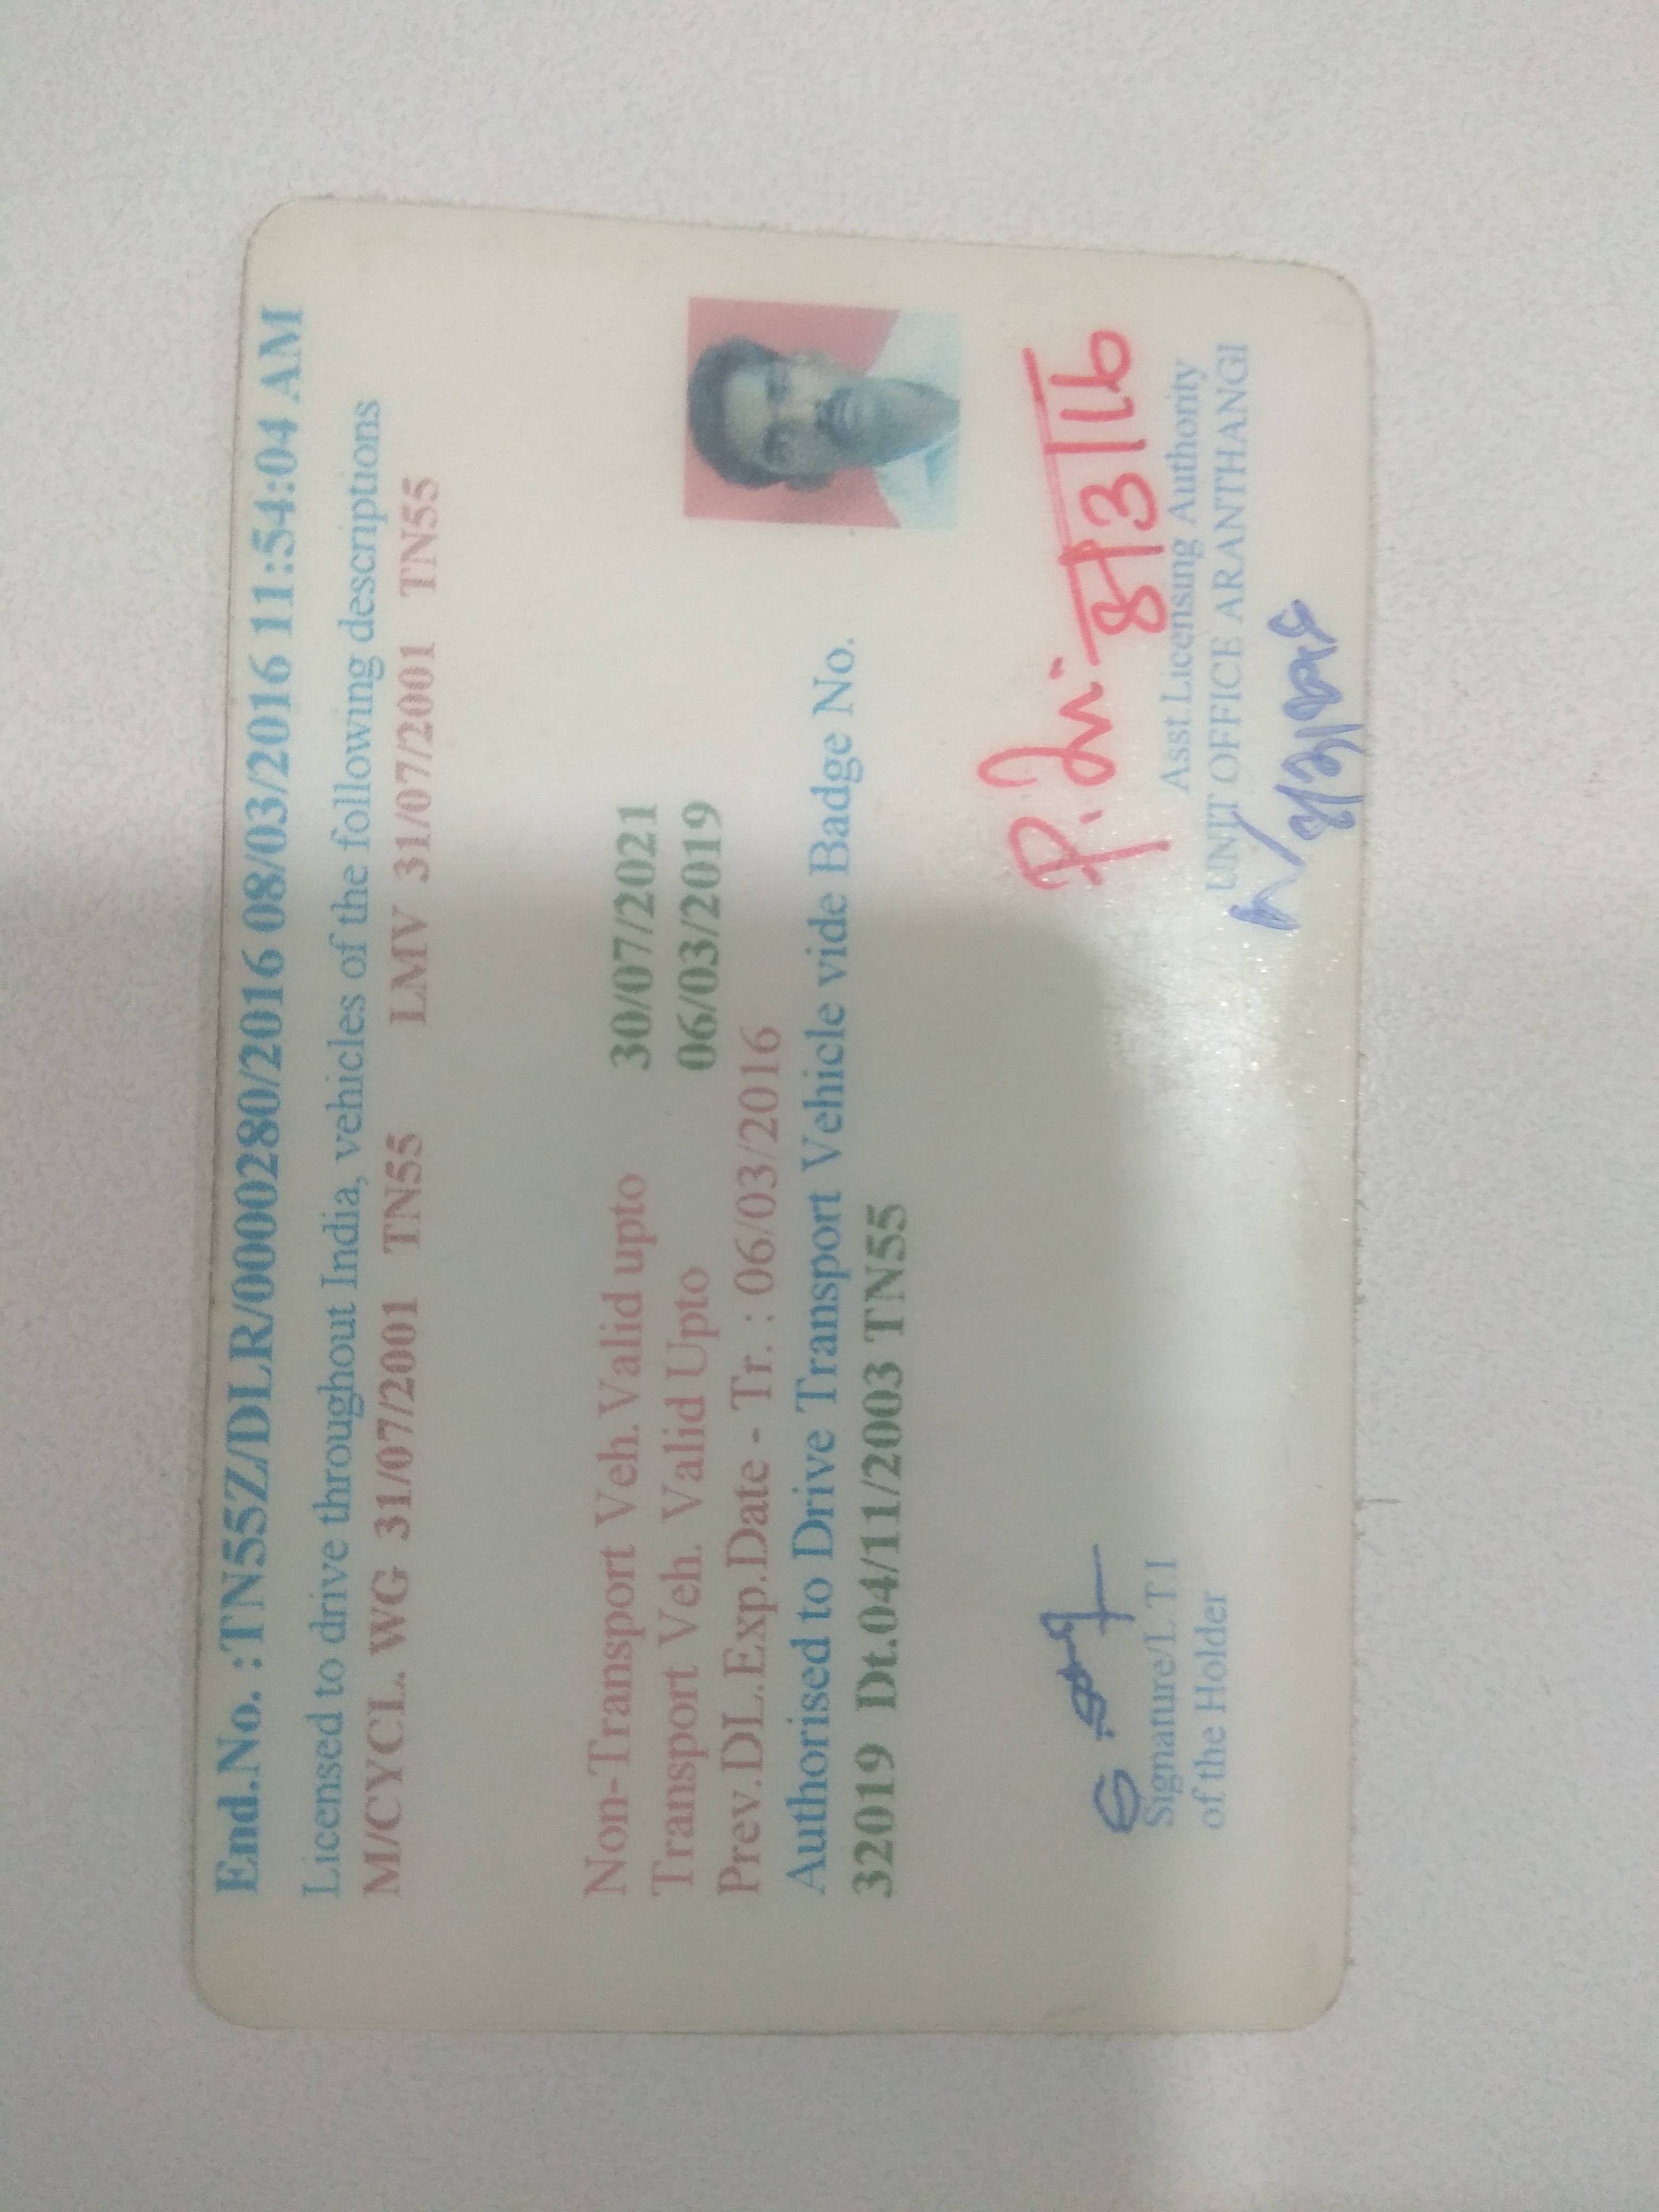 End.No. :TN55Z/DLR/0000280/2016 08/03/2016 11:54:04 AM
Licensed to drive throughout India, vehicles of the following descriptions
M/CYCL. WG 31/07/2001 TN55 LMV 31/07/2001 TN55
Non-Transport Veh. Valid upto 30/07/2021
Transport Veh. Valid Upto 06/03/2019
Prev.DL.Exp.Date - Tr. : 06/03/2016
Authorised to Drive Transport Vehicle vide Badge No.
32019 Dt.04/11/2003 TN55
8/3/16
Signature/L T I
of the Holder
Asst.Licensing Authority
UNIT OFFICE ARANTHANGI